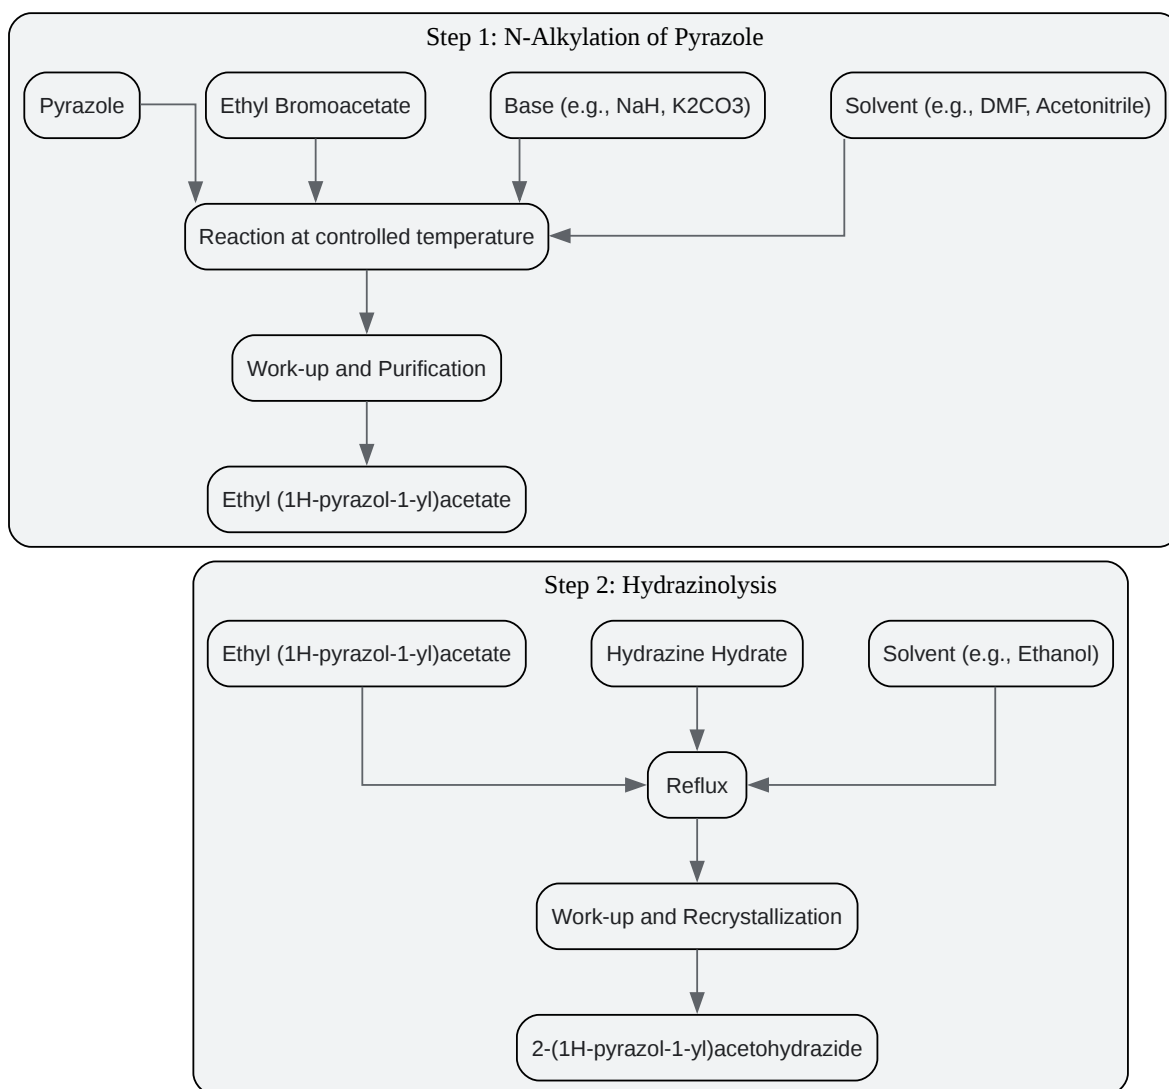 Step 1: N-Alkylation of Pyrazole
Pyrazole
Ethyl Bromoacetate
Base (e.g., NaH, K2CO3)
Solvent (e.g., DMF, Acetonitrile)
Reaction at controlled temperature
Work-up and Purification
Ethyl (1H-pyrazol-1-yl)acetate
Step 2: Hydrazinolysis
Ethyl (1H-pyrazol-1-yl)acetate
Hydrazine Hydrate
Solvent (e.g., Ethanol)
Reflux
Work-up and Recrystallization
2-(1H-pyrazol-1-yl)acetohydrazide